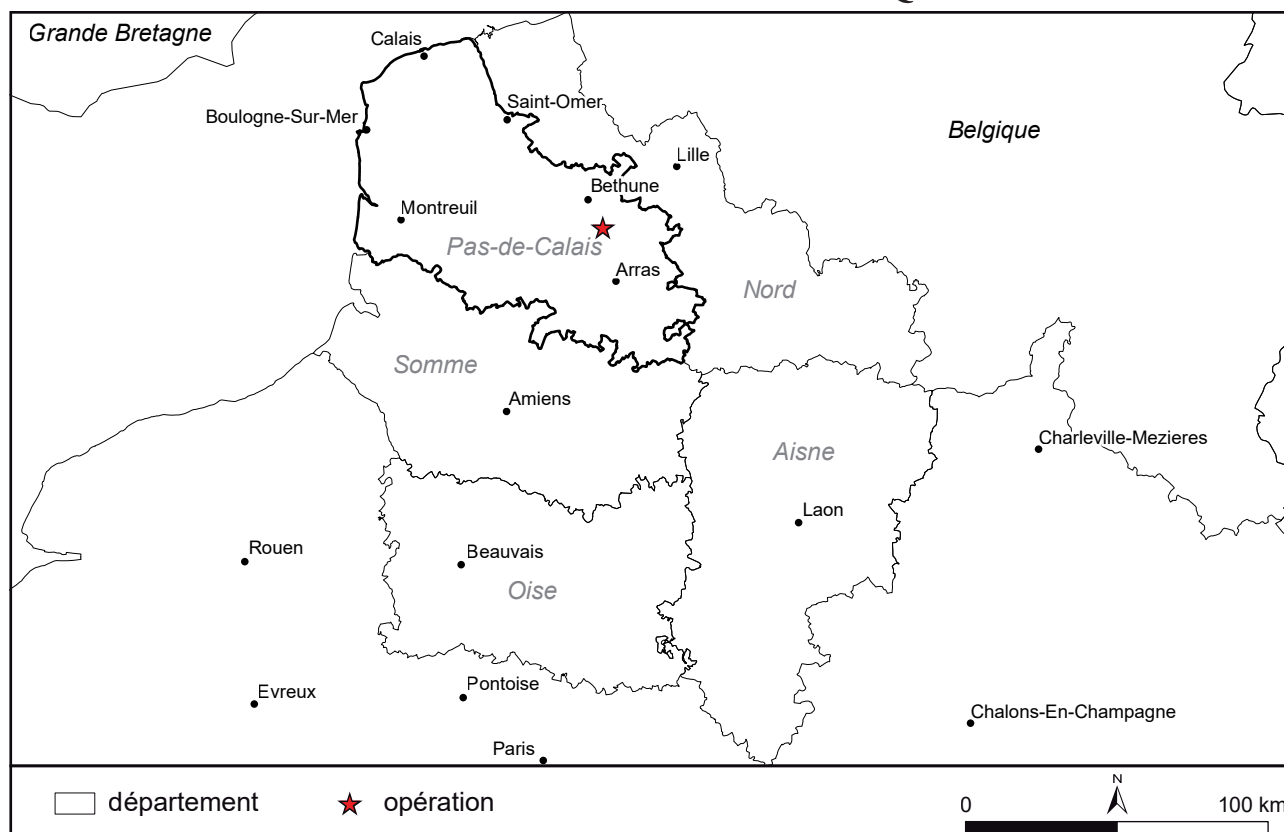 Grande Bretagne
Calais
Saint-Omer
Boulogne-Sur-Mer
Belgique
Lille
Bethune
Montreuil
Pas-de-Calais
Arras
Nord
Somme
Amiens
Charleville-Mezieres
Aisne
Laon
Rouen
Beauvais
Oise
Evreux
Pontoise
Chalons-En-Champagne
Paris
département
opération
N
0
100 km